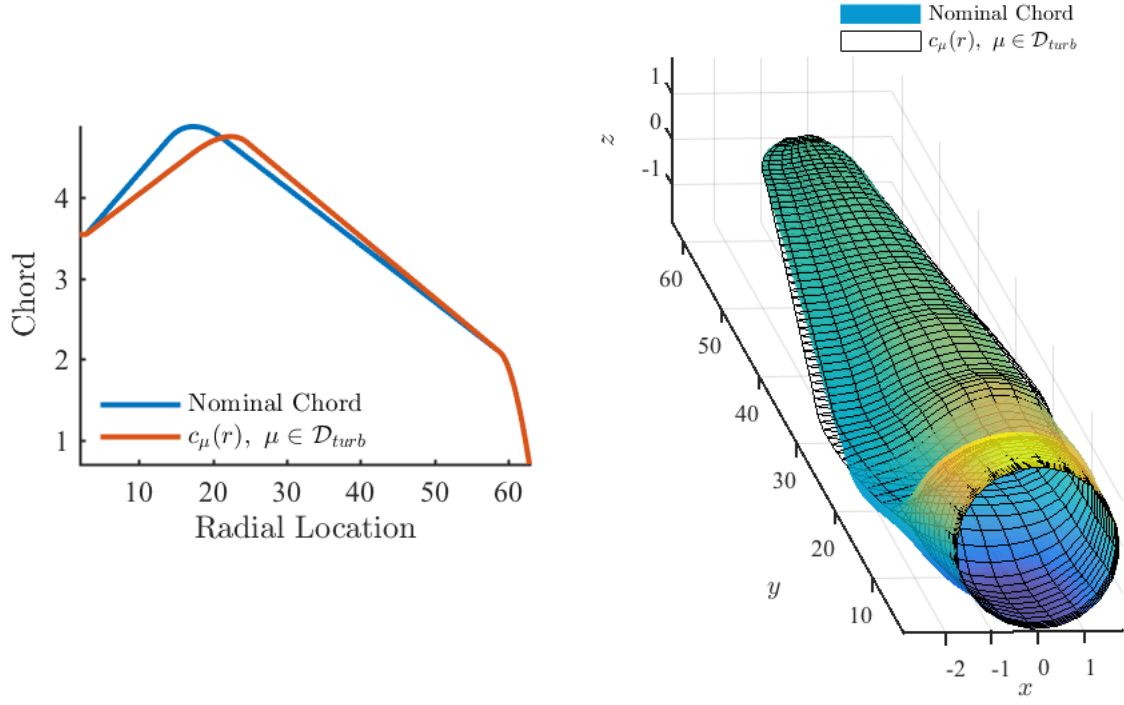 Nominal Chord
c_μ(r), μ ∈ D_turb
Chord
4
3
2
1
Nominal Chord
c_μ(r), μ ∈ D_turb
10 20 30 40 50 60
Radial Location
z
1
0
-1
60
50
40
30
20
10
y
-2 -1 0 1
x